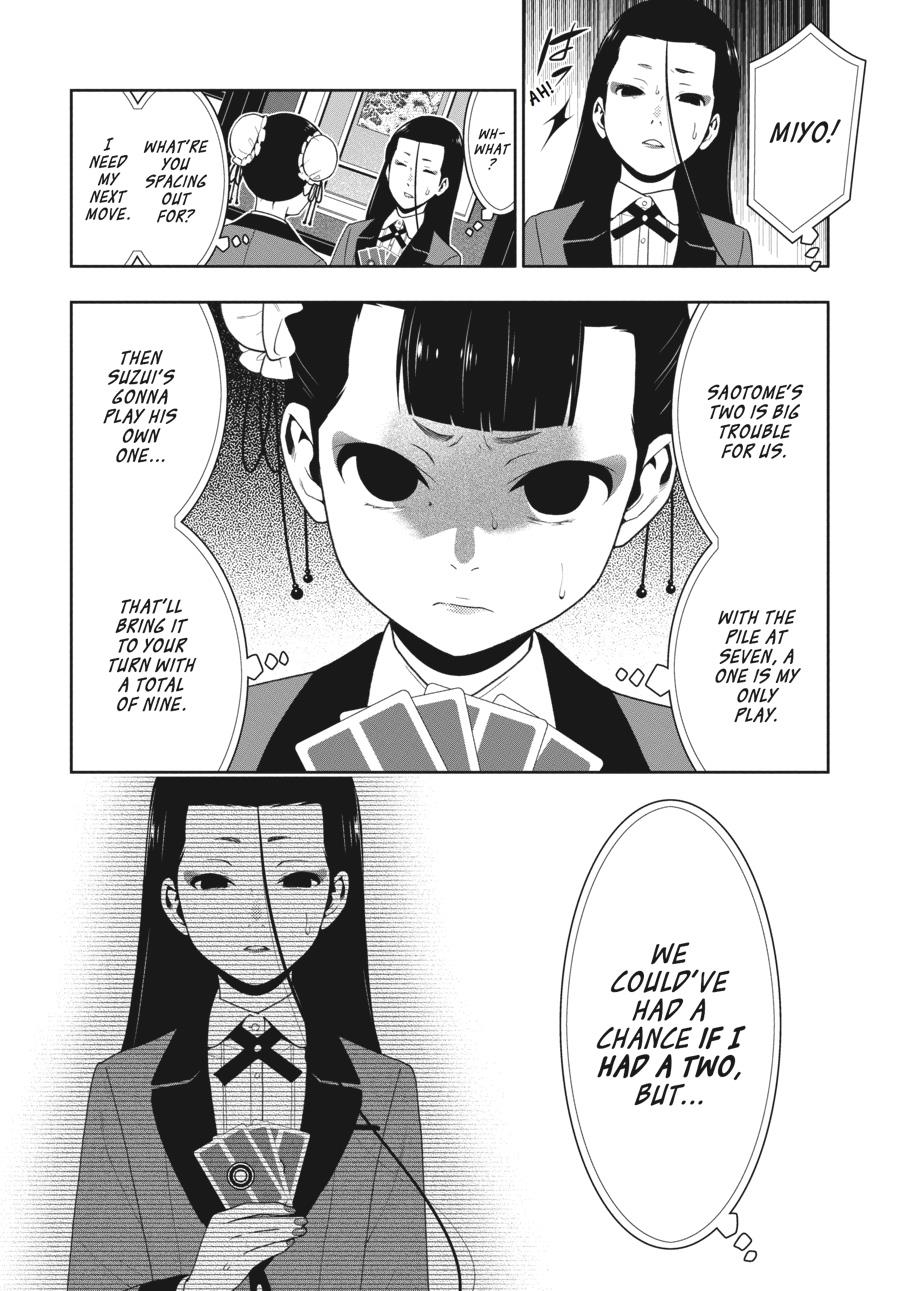 MIYO!
はっ
AH!
WH-
WHAT
?
WHAT'RE
YOU
SPACING
OUT
FOR?
I
NEED
MY
NEXT
MOVE.
SAOTOME'S
TWO IS BIG
TROUBLE
FOR US.
WITH THE
PILE AT
SEVEN, A
ONE IS MY
ONLY
PLAY.
THEN
SUZUI'S
GONNA
PLAY HIS
OWN
ONE...
THAT'LL
BRING IT
TO YOUR
TURN WITH
A TOTAL
OF NINE.
WE
COULD'VE
HAD A
CHANCE IF I
HAD A TWO,
BUT...